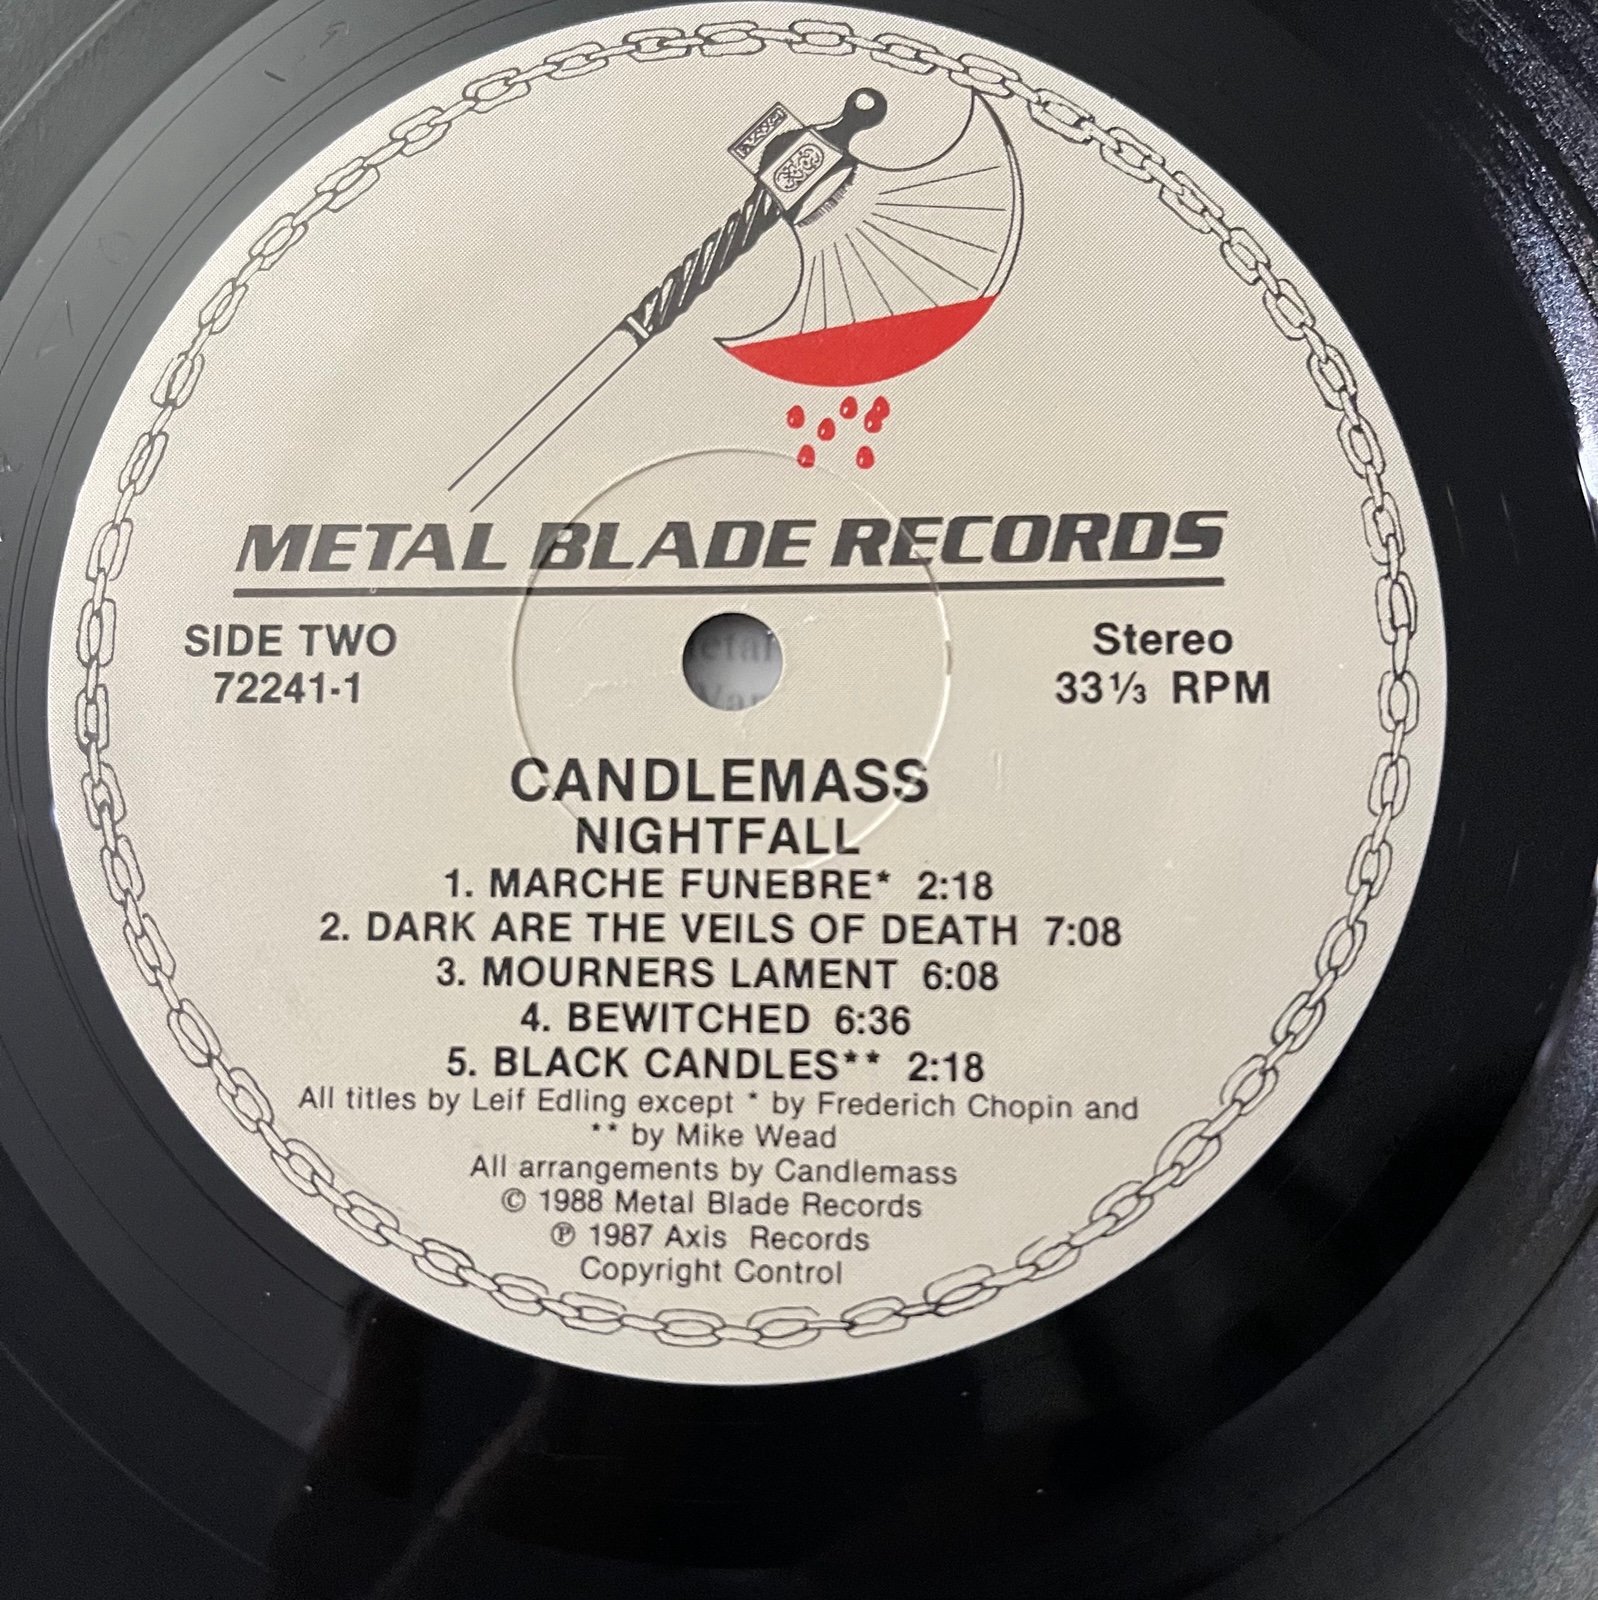 METAL BLADE RECORDS
SIDE TWO
72241-1
Stereo
33⅓ RPM
CANDLEMASS
NIGHTFALL
1. MARCHE FUNEBRE* 2:18
2. DARK ARE THE VEILS OF DEATH 7:08
3. MOURNERS LAMENT 6:08
4. BEWITCHED 6:36
5. BLACK CANDLES** 2:18
All titles by Leif Edling except * by Frederich Chopin and
** by Mike Wead
All arrangements by Candlemass
© 1988 Metal Blade Records
℗ 1987 Axis Records
Copyright Control